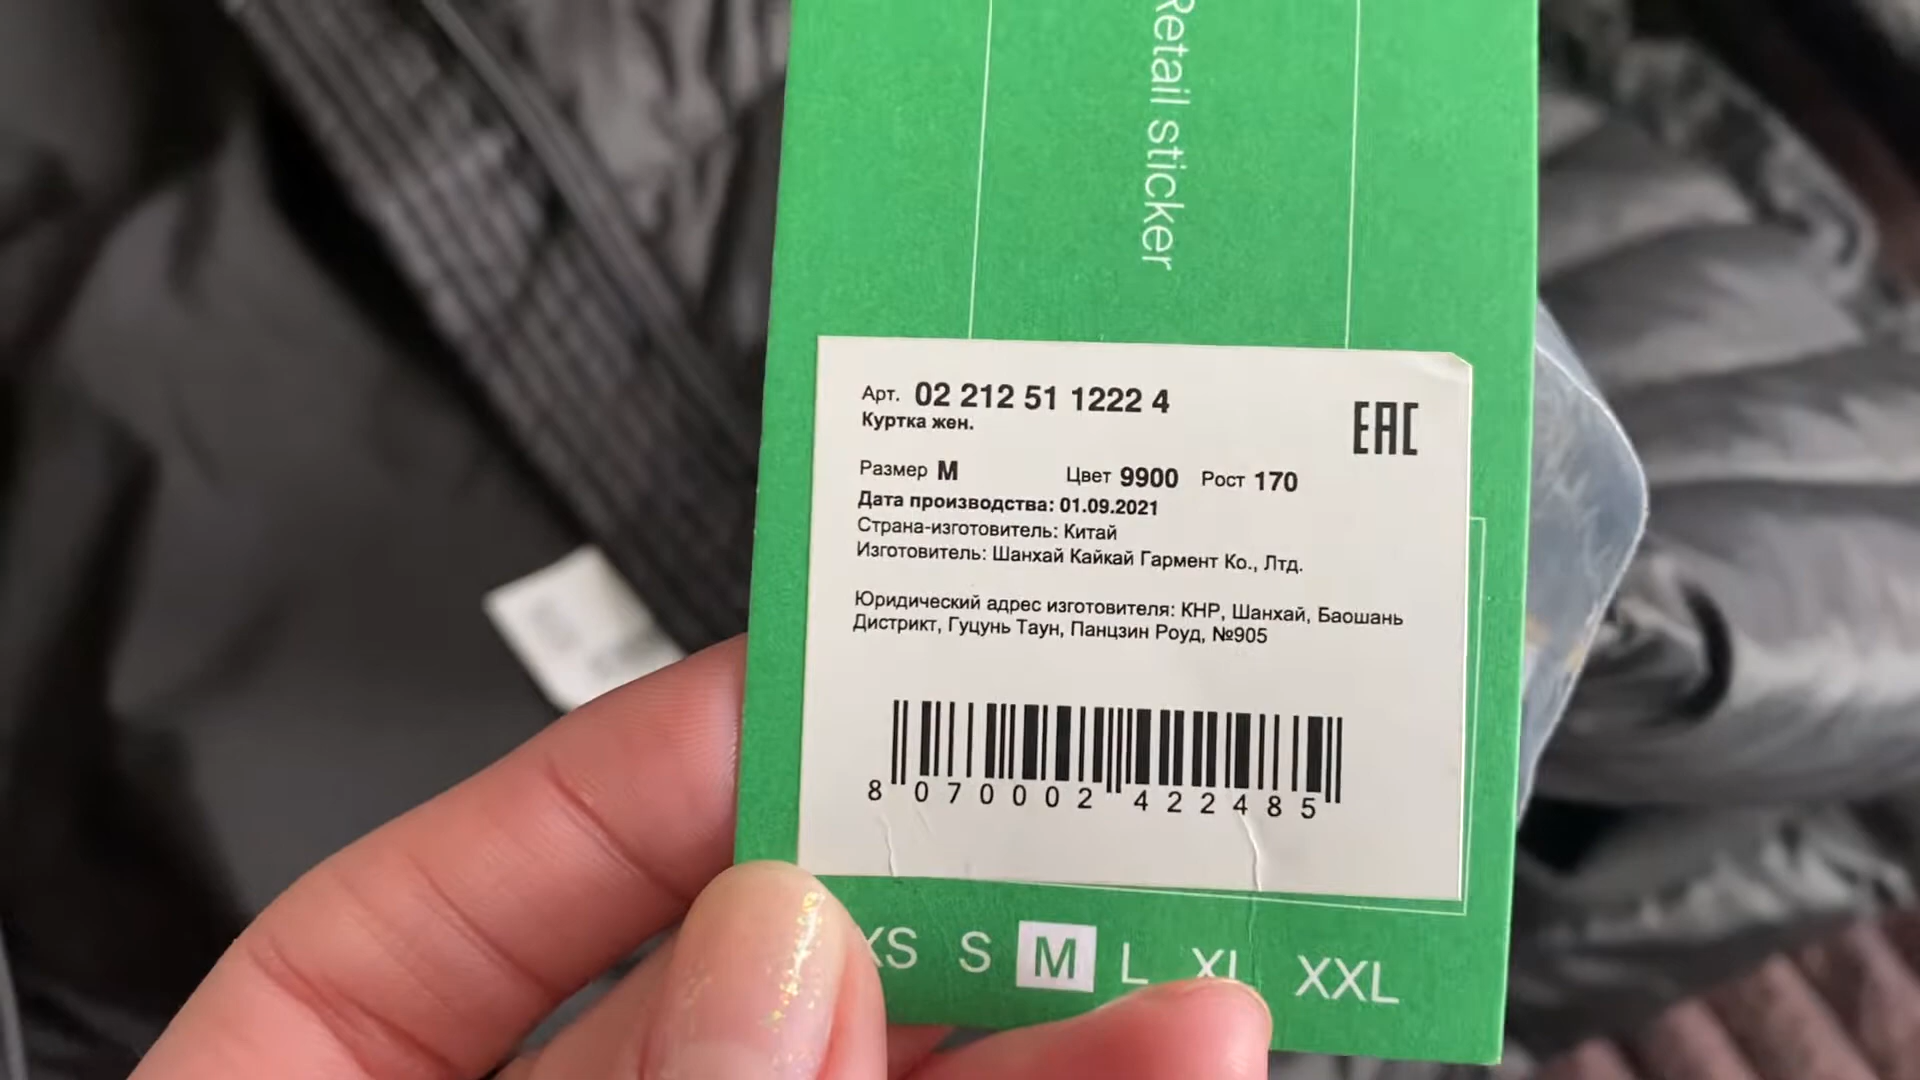 Retail sticker
Арт. 02 212 51 1222 4
Куртка жен.
EAC
Размер M Цвет 9900 Рост 170
Дата производства: 01.09.2021
Страна-изготовитель: Китай
Изготовитель: Шанхай Кайкай Гармент Ко., Лтд.
Юридический адрес изготовителя: КНР, Шанхай, Баошань
Дистрикт, Гуцунь Таун, Панцзин Роуд, №905
8 070002 422485
XS S M L XL XXL